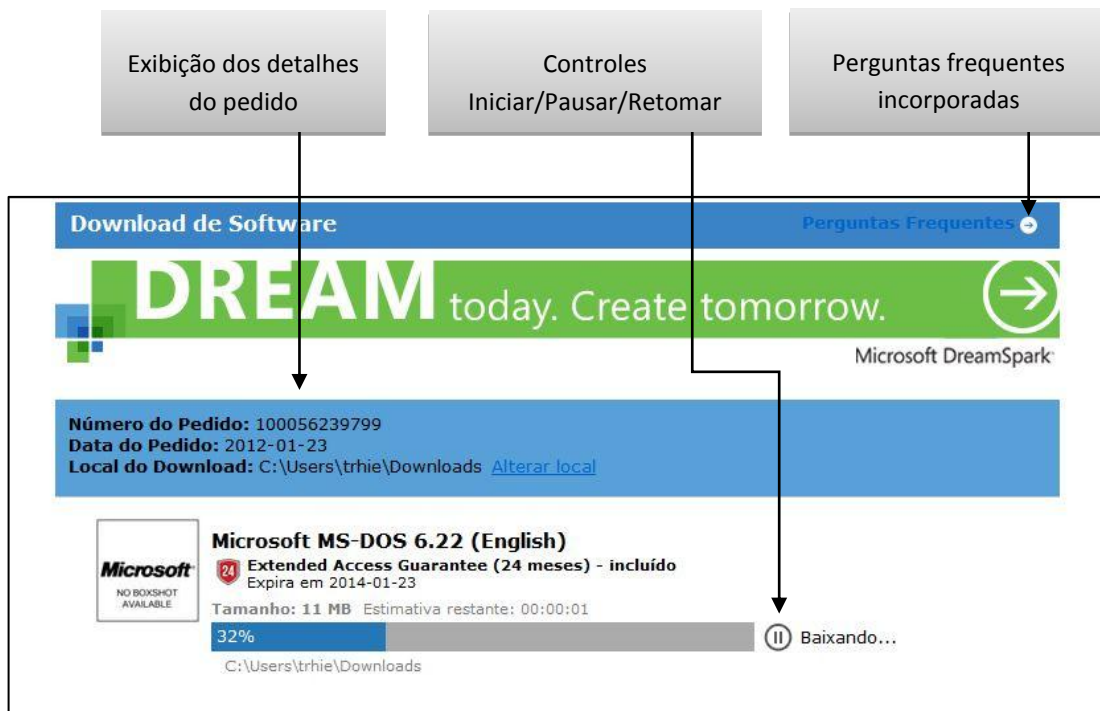 Exibição dos detalhes
do pedido
Controles
Iniciar/Pausar/Retomar
Perguntas frequentes
incorporadas
Download de Software
Perguntas Frequentes
DREAM today. Create tomorrow.
Microsoft DreamSpark
Número do Pedido: 100056239799
Data do Pedido: 2012-01-23
Local do Download: C:\Users\trhie\Downloads Alterar local
Microsoft
NO BOXSHOT
AVAILABLE
Microsoft MS-DOS 6.22 (English)
24 Extended Access Guarantee (24 meses) - incluído
Expira em 2014-01-23
Tamanho: 11 MB Estimativa restante: 00:00:01
32%
Baixando...
C:\Users\trhie\Downloads